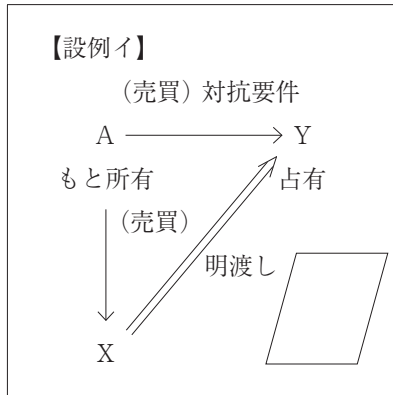 【設例イ】
（売買）対抗要件
A Y
もと所有 占有
（売買）
明渡し
X